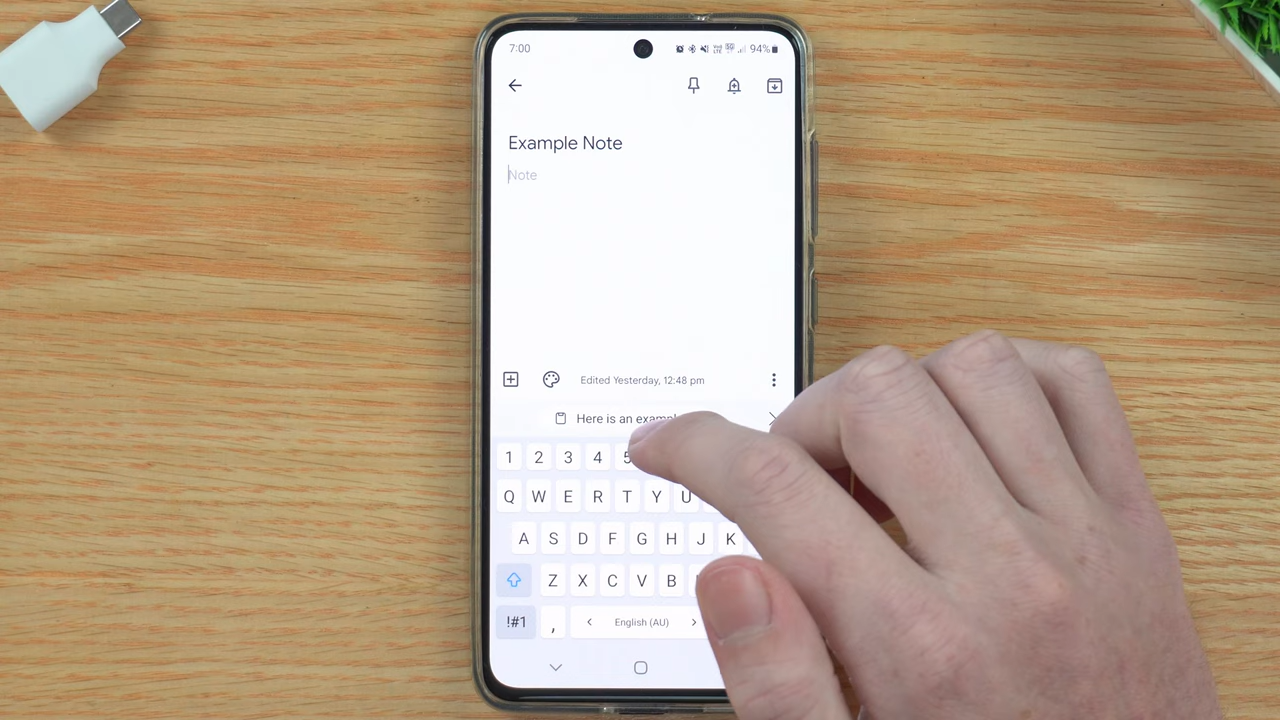 7:00 94%
Example Note
Note
Edited Yesterday, 12:48 pm
Here is an exampl
1 2 3 4 5
Q W E R T Y U
A S D F G H J K
Z X C V B
!#1 , < English (AU) >